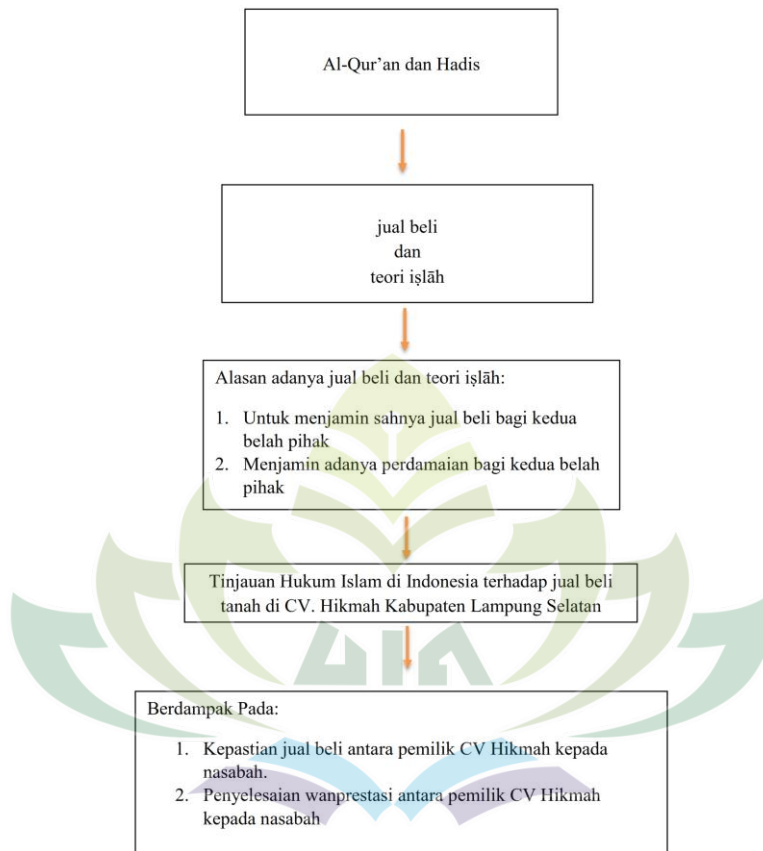 Al-Qur'an dan Hadis
jual beli
dan
teori iṣlāh
Alasan adanya jual beli dan teori iṣlāh:
1. Untuk menjamin sahnya jual beli bagi kedua
belah pihak
2. Menjamin adanya perdamaian bagi kedua belah
pihak
Tinjauan Hukum Islam di Indonesia terhadap jual beli
tanah di CV. Hikmah Kabupaten Lampung Selatan
UIN
Berdampak Pada:
1. Kepastian jual beli antara pemilik CV Hikmah kepada
nasabah.
2. Penyelesaian wanprestasi antara pemilik CV Hikmah
kepada nasabah